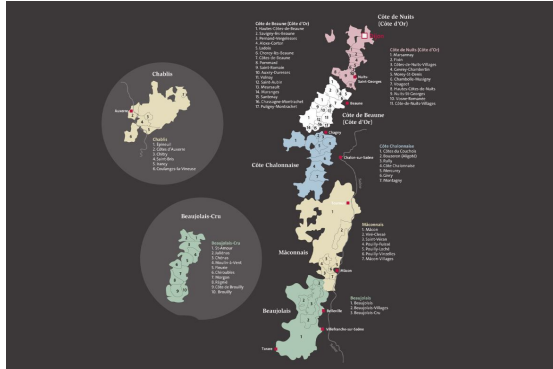 Côte de Beaune (Côte d'Or)
1. Hautes-Côtes de Beaune
2. Savigny-lès-Beaune
3. Pernand-Vergelesses
4. Aloxe-Corton
5. Ladoix
6. Chorey-lès-Beaune
7. Côtes de Beaune
8. Pommard
9. Saint-Romain
10. Auxey-Duresses
11. Volnay
12. Saint-Aubin
13. Meursault
14. Maranges
15. Santenay
16. Chassagne-Montrachet
17. Puligny-Montrachet
Côte de Nuits
(Côte d'Or)
Côte de Nuits (Côte d'Or)
1. Marsannay
2. Fixin
3. Côtes-de-Nuits-Villages
4. Gevrey-Chambertin
5. Morey-St-Denis
6. Chambolle-Musigny
7. Vougeot
8. Hautes-Côtes de Nuits
9. Nuits-St-Georges
10. Vosne-Romanée
11. Côte de Nuits-Villages
Nuits
Saint-Georges
Beaune
Côte de Beaune
(Côte d'Or)
Chagny
Chablis
Auxerre
Chablis
1. Épineuil
2. Côtes d'Auxerre
3. Chitry
4. Saint-Bris
5. Irancy
6. Coulanges-la-Vineuse
Côte Chalonnaise
Chalon-sur-Saône
Côte Chalonnaise
1. Côtes du Couchois
2. Bouzeron (Aligoté)
3. Rully
4. Côte Chalonnaise
5. Mercurey
6. Givry
7. Montagny
Mâconnais
Mâcon
Mâconnais
1. Mâcon
2. Viré-Clessé
3. Saint-Véran
4. Pouilly-Fuissé
5. Pouilly-Loché
6. Pouilly-Vinzelles
7. Mâcon-Villages
Beaujolais-Cru
Beaujolais-Cru
1. St-Amour
2. Juliénas
3. Chénas
4. Moulin-à-Vent
5. Fleurie
6. Chiroubles
7. Morgon
8. Régnié
9. Côte de Brouilly
10. Brouilly
Beaujolais
Belleville
Villefranche-sur-Saône
Tarare
Beaujolais
1. Beaujolais
2. Beaujolais-Villages
3. Beaujolais-Cru